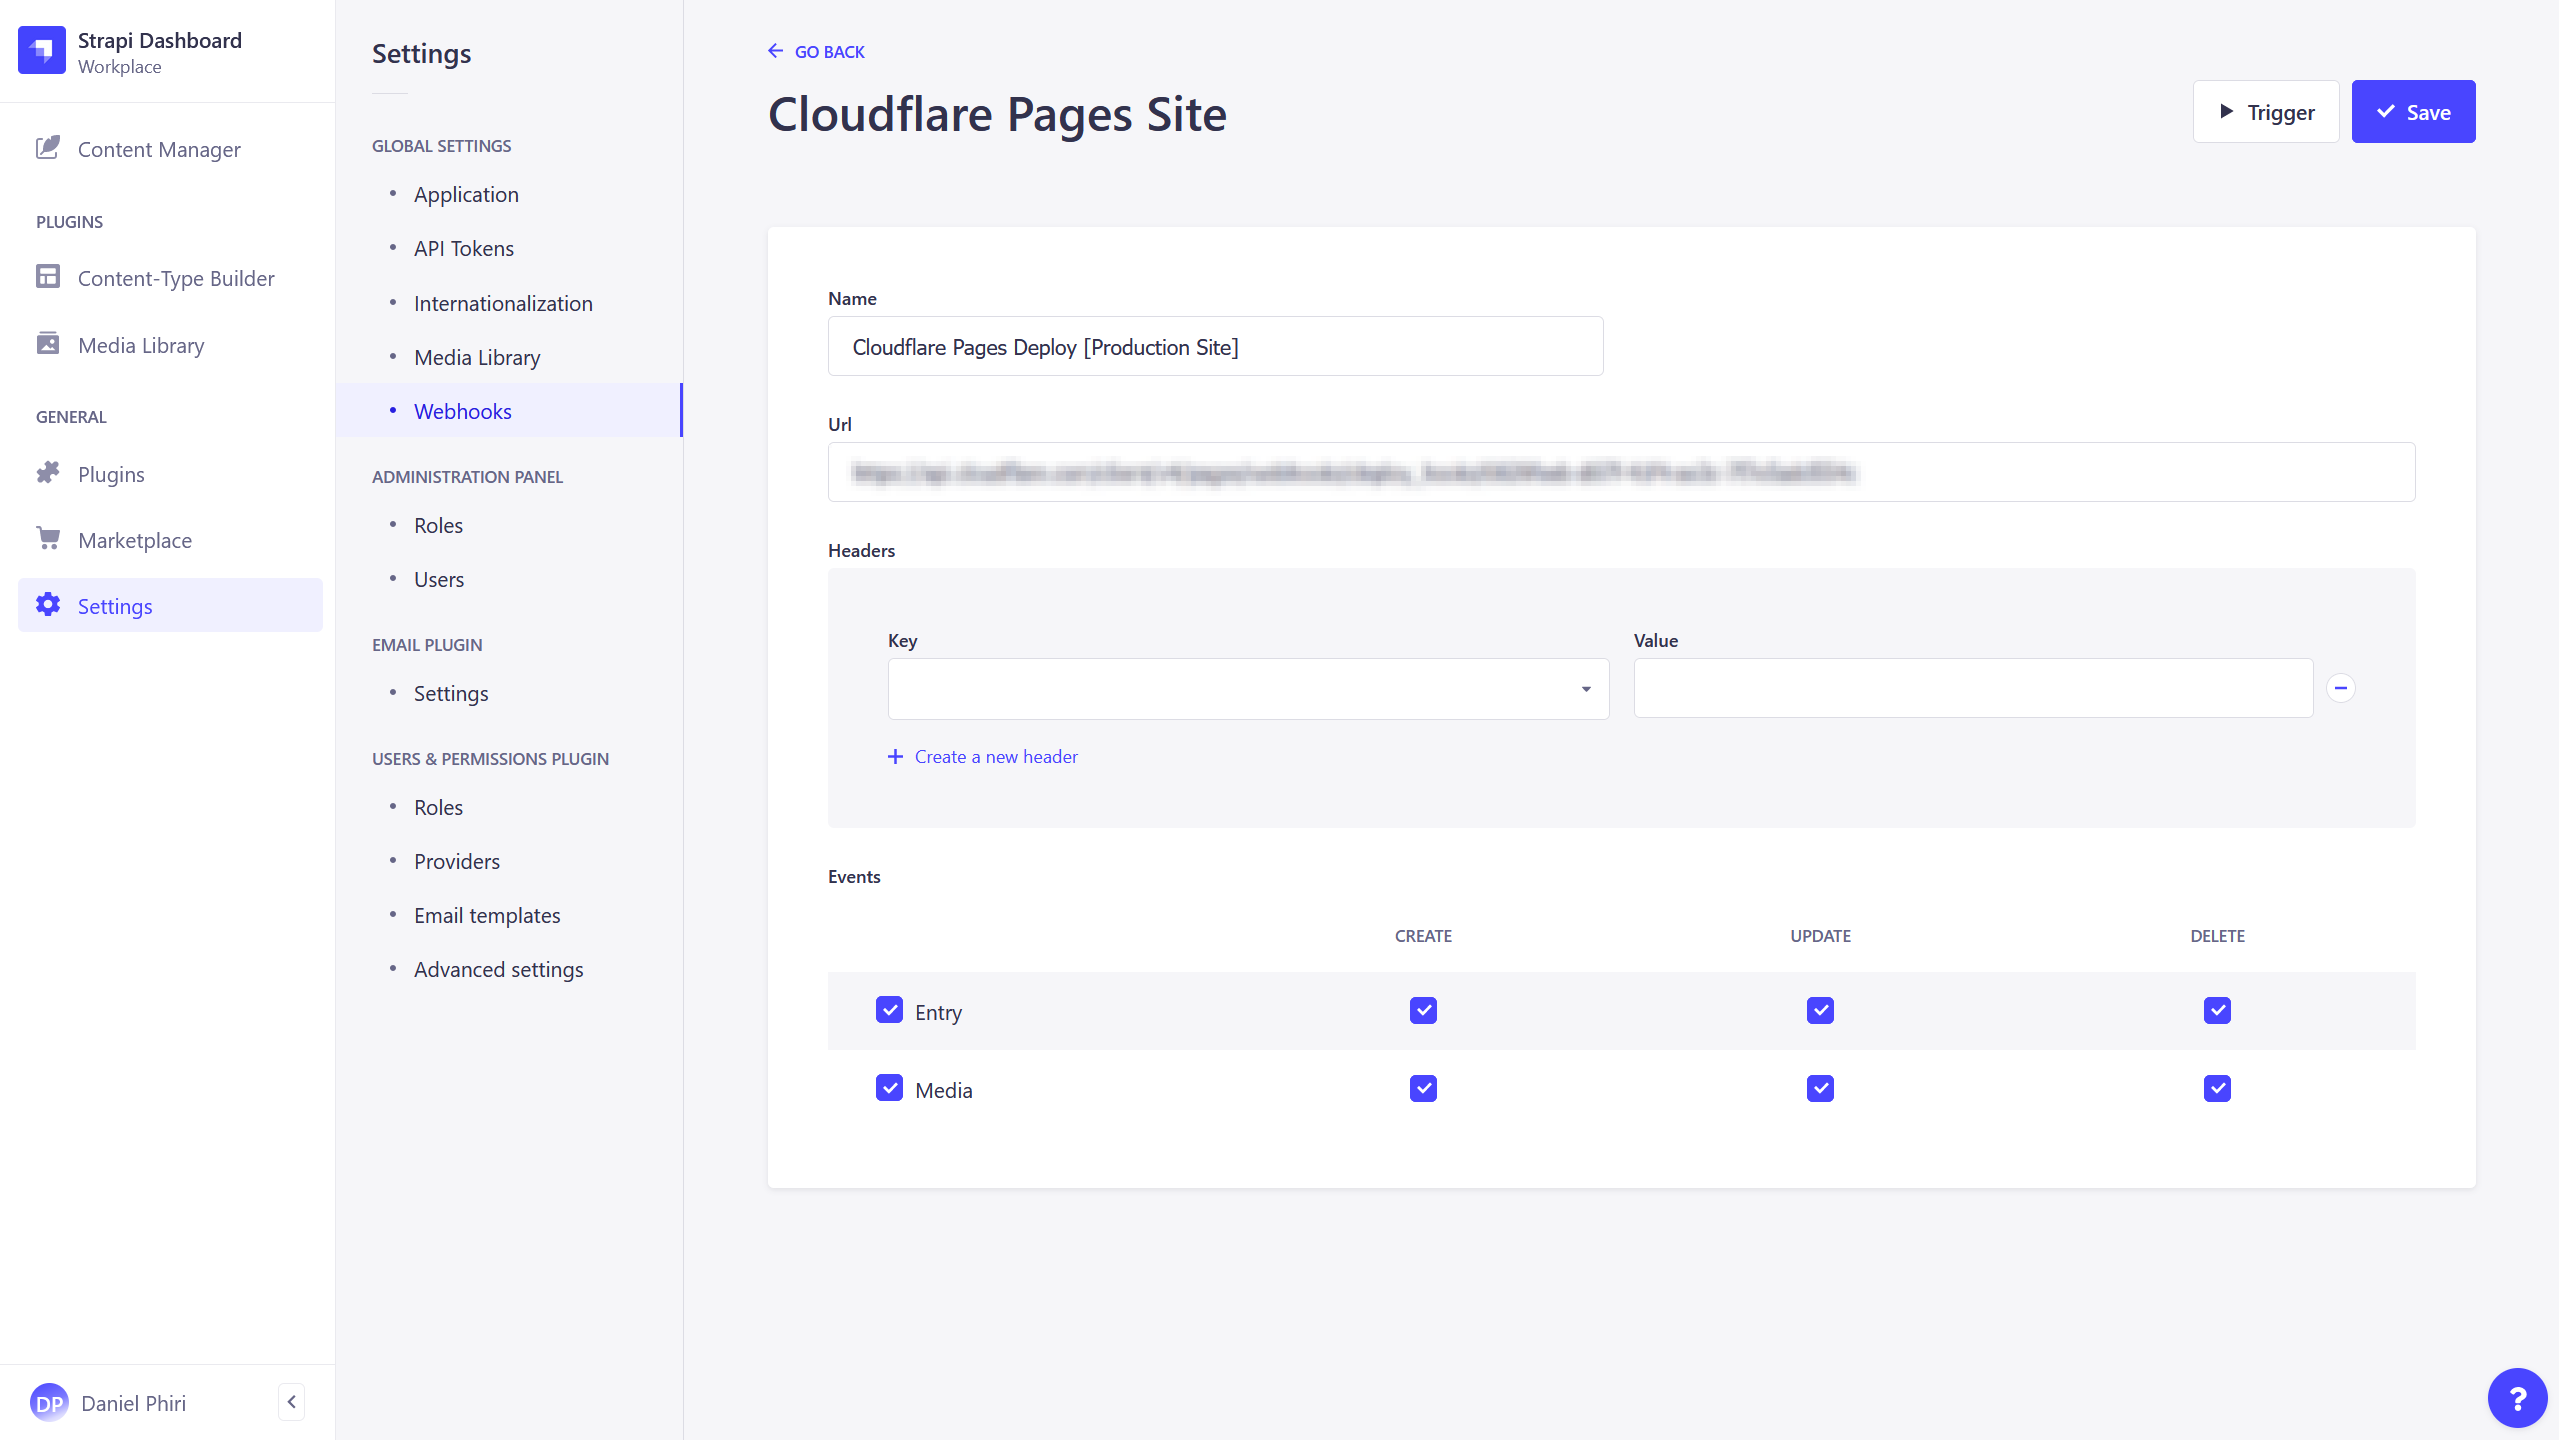 Strapi Dashboard
Workplace
Content Manager
PLUGINS
Content-Type Builder
Media Library
GENERAL
Plugins
Marketplace
Settings
DP Daniel Phiri
Settings
GLOBAL SETTINGS
Application
API Tokens
Internationalization
Media Library
Webhooks
ADMINISTRATION PANEL
Roles
Users
EMAIL PLUGIN
Settings
USERS & PERMISSIONS PLUGIN
Roles
Providers
Email templates
Advanced settings
GO BACK
Cloudflare Pages Site
Trigger
Save
Name
Cloudflare Pages Deploy [Production Site]
Url
Headers
Key Value
Create a new header
Events
CREATE UPDATE DELETE
Entry
Media
?